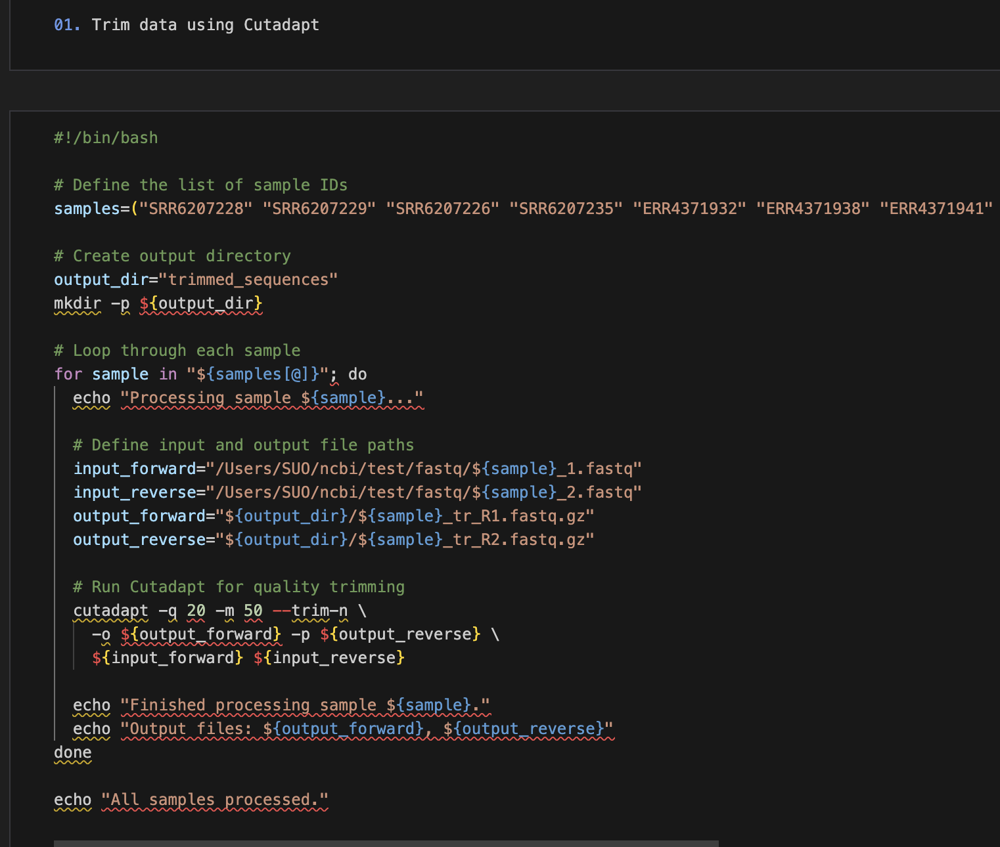 01. Trim data using Cutadapt
#!/bin/bash
# Define the list of sample IDs
samples=("SRR6207228" "SRR6207229" "SRR6207226" "SRR6207235" "ERR4371932" "ERR4371938" "ERR4371941"
# Create output directory
output_dir="trimmed_sequences"
mkdir -p ${output_dir}
# Loop through each sample
for sample in "${samples[@]}"; do
echo "Processing sample ${sample}..."
# Define input and output file paths
input_forward="/Users/SUO/ncbi/test/fastq/${sample}_1.fastq"
input_reverse="/Users/SUO/ncbi/test/fastq/${sample}_2.fastq"
output_forward="${output_dir}/${sample}_tr_R1.fastq.gz"
output_reverse="${output_dir}/${sample}_tr_R2.fastq.gz"
# Run Cutadapt for quality trimming
cutadapt -q 20 -m 50 --trim-n \
-o ${output_forward} -p ${output_reverse} \
${input_forward} ${input_reverse}
echo "Finished processing sample ${sample}."
echo "Output files: ${output_forward}, ${output_reverse}"
done
echo "All samples processed."